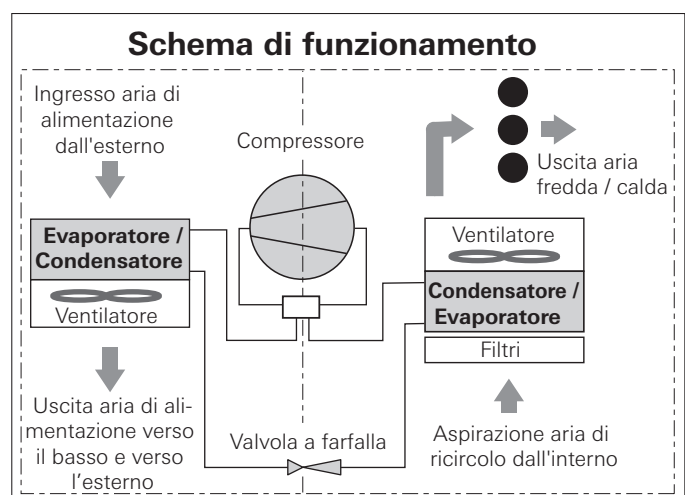 Schema di funzionamento
Ingresso aria di
alimentazione
dall'esterno
Compressore
Uscita aria
fredda / calda
Evaporatore /
Condensatore
Ventilatore
Ventilatore
Condensatore /
Evaporatore
Filtri
Uscita aria di ali-
mentazione verso
il basso e verso
l'esterno
Valvola a farfalla
Aspirazione aria di
ricircolo dall'interno